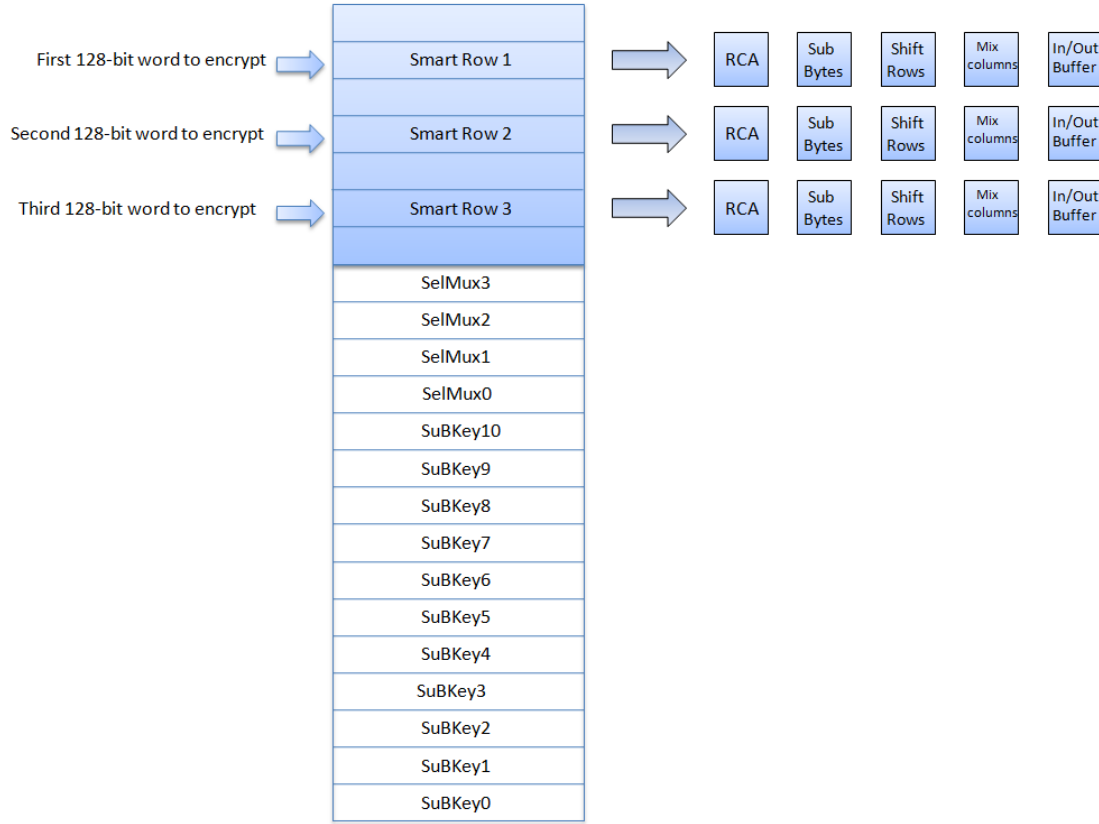 First 128-bit word to encrypt
Smart Row 1
RCA
Sub
Bytes
Shift
Rows
Mix
columns
In/Out
Buffer
Second 128-bit word to encrypt
Smart Row 2
RCA
Sub
Bytes
Shift
Rows
Mix
columns
In/Out
Buffer
Third 128-bit word to encrypt
Smart Row 3
RCA
Sub
Bytes
Shift
Rows
Mix
columns
In/Out
Buffer
SelMux3
SelMux2
SelMux1
SelMux0
SuBKey10
SuBKey9
SuBKey8
SuBKey7
SuBKey6
SuBKey5
SuBKey4
SuBKey3
SuBKey2
SuBKey1
SuBKey0